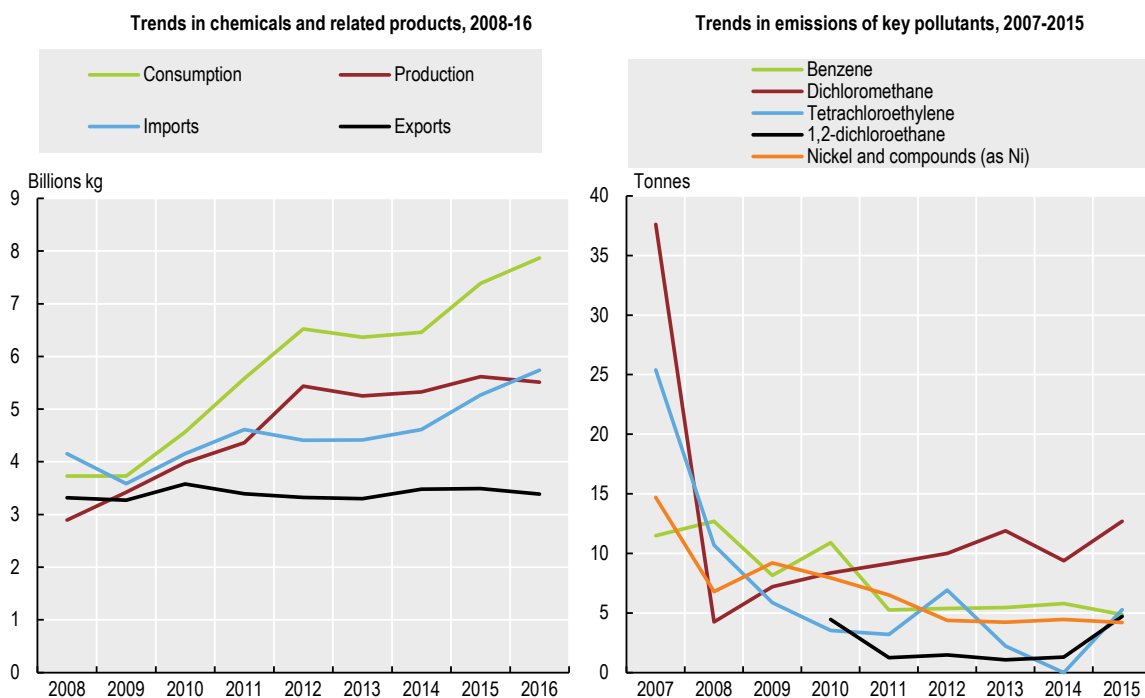 Trends in chemicals and related products, 2008-16
Consumption
Production
Imports
Exports
Billions kg
9
8
7
6
5
4
3
2
1
0
2008 2009 2010 2011 2012 2013 2014 2015 2016
Trends in emissions of key pollutants, 2007-2015
Benzene
Dichloromethane
Tetrachloroethylene
1,2-dichloroethane
Nickel and compounds (as Ni)
Tonnes
40
35
30
25
20
15
10
5
0
2007 2008 2009 2010 2011 2012 2013 2014 2015